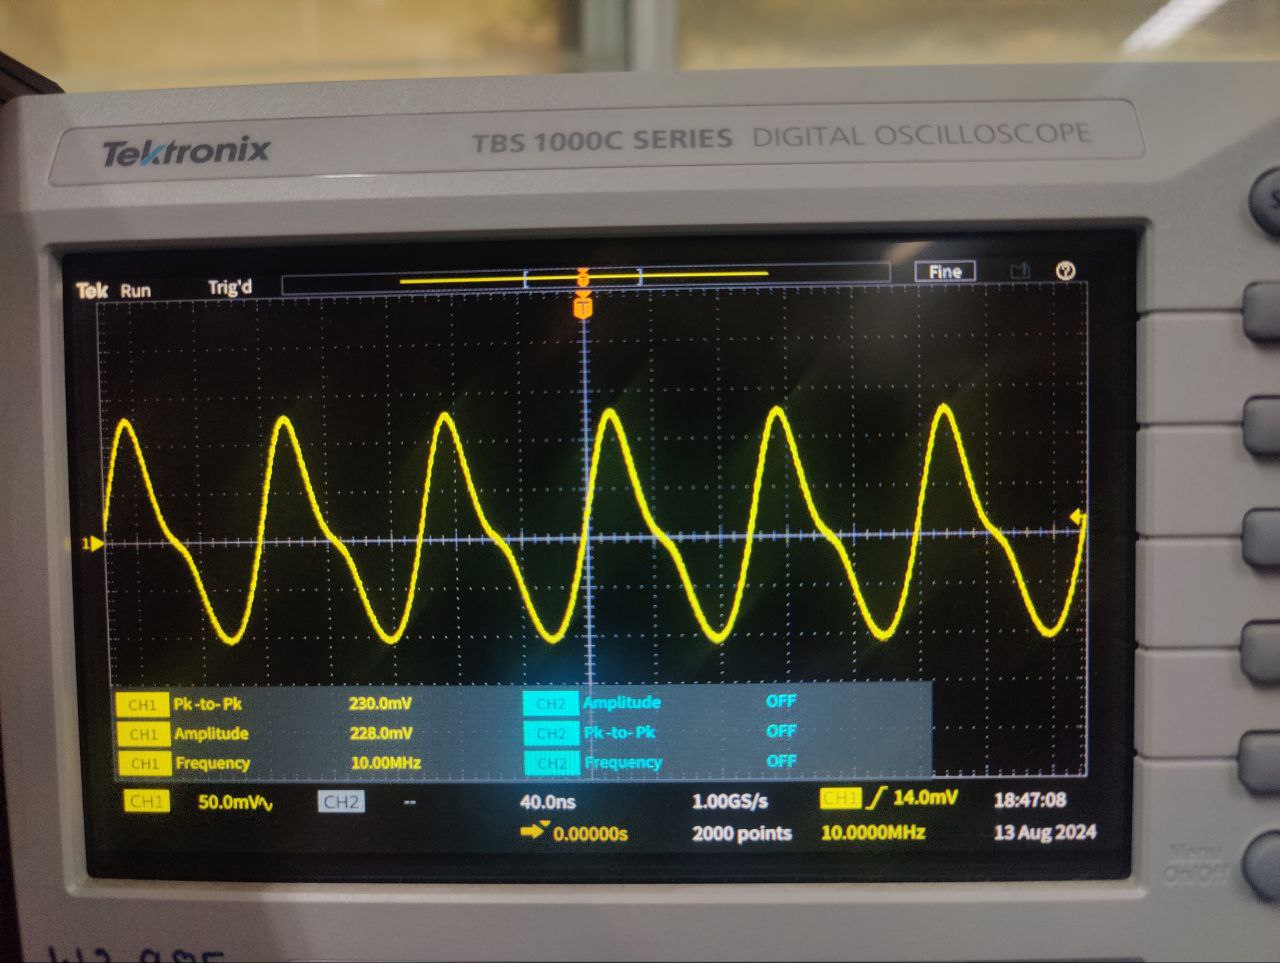 Tektronix TBS 1000C SERIES DIGITAL OSCILLOSCOPE
Tek Run Trig'd Fine ?
T
1
CH1 Pk-to-Pk 230.0mV CH2 Amplitude OFF
CH1 Amplitude 228.0mV CH2 Pk-to-Pk OFF
CH1 Frequency 10.00MHz CH2 Frequency OFF
CH1 50.0mV CH2 -- 40.0ns 1.00GS/s CH1 14.0mV 18:47:08
0.00000s 2000 points 10.0000MHz 13 Aug 2024
Menu
On/Off